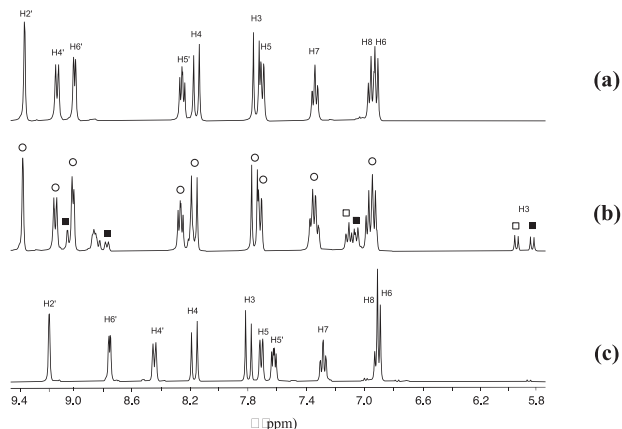 H2' H4' H6' H5' H4 H3 H5 H7 H8 H6
(a)
(b)
H3
H2' H6' H4' H4 H3 H5 H5' H7 H8 H6
(c)
9.4 9.0 8.6 8.2 7.8 7.4 7.0 6.6 6.2 5.8
ppm)